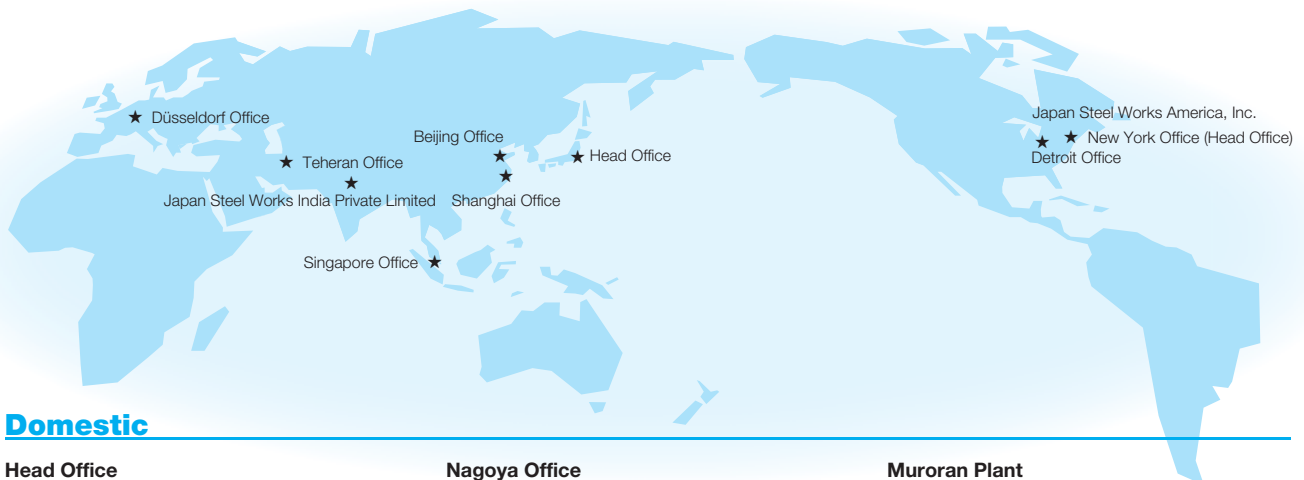 Japan Steel Works America, Inc.
Düsseldorf Office
New York Office (Head Office)
Beijing Office
Head Office
Detroit Office
Teheran Office
Japan Steel Works India Private Limited
Shanghai Office
Singapore Office
Domestic
Head Office
Nagoya Office
Muroran Plant